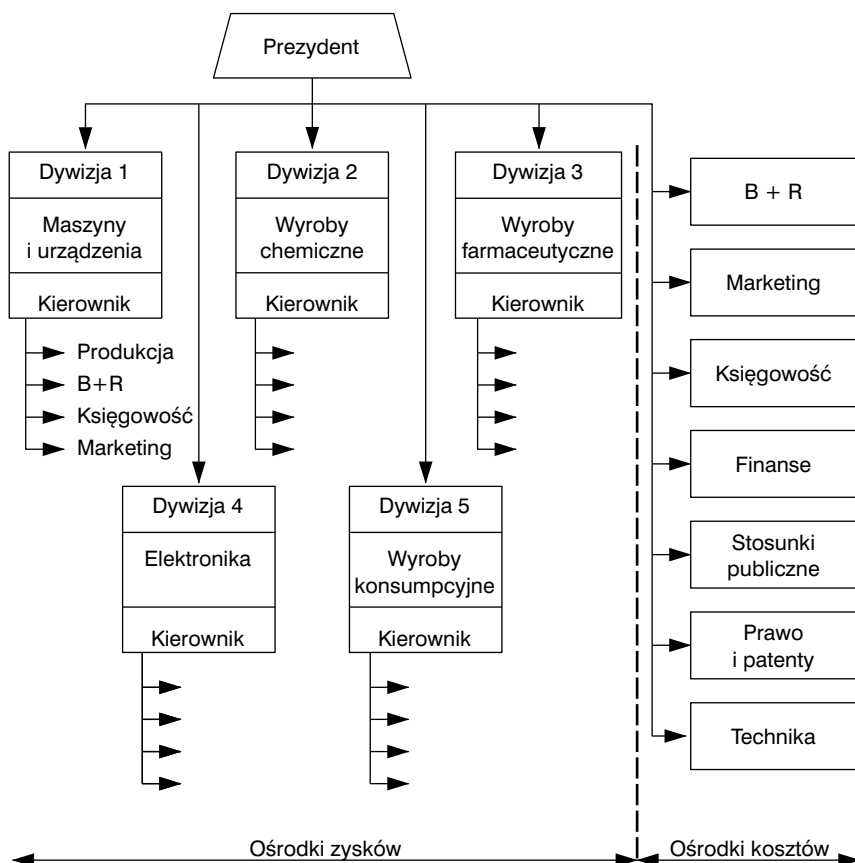 Prezydent
Dywizja 1
Maszyny
i urządzenia
Kierownik
Produkcja
B+R
Księgowość
Marketing
Dywizja 2
Wyroby
chemiczne
Kierownik
Dywizja 3
Wyroby
farmaceutyczne
Kierownik
Dywizja 4
Elektronika
Kierownik
Dywizja 5
Wyroby
konsumpcyjne
Kierownik
B + R
Marketing
Księgowość
Finanse
Stosunki
publiczne
Prawo
i patenty
Technika
Ośrodki zysków
Ośrodki kosztów